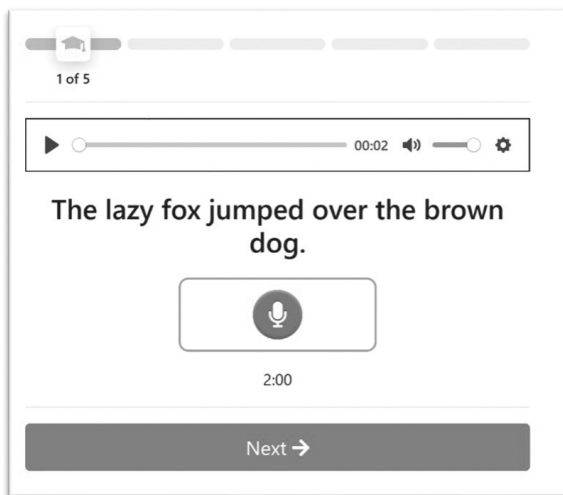 1 of 5
00:02
The lazy fox jumped over the brown
dog.
2:00
Next →